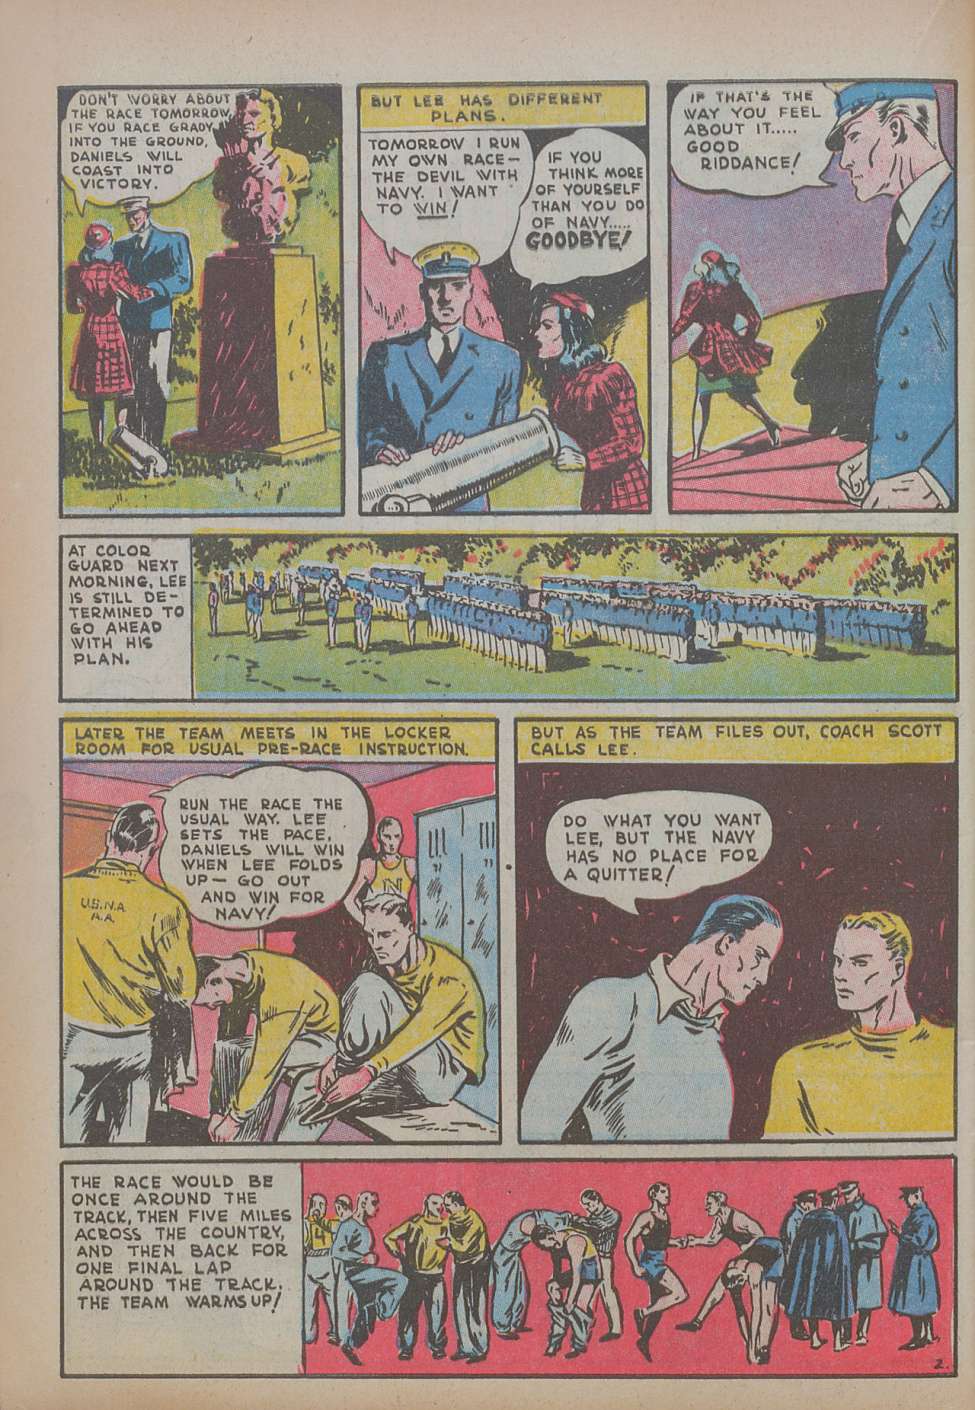 DON'T WORRY ABOUT
THE RACE TOMORROW.
IF YOU RACE GRADY
INTO THE GROUND,
DANIELS WILL
COAST INTO
VICTORY.
BUT LEE HAS DIFFERENT
PLANS.
TOMORROW I RUN
MY OWN RACE—
THE DEVIL WITH
NAVY. I WANT
TO WIN!
IF YOU
THINK MORE
OF YOURSELF
THAN YOU DO
OF NAVY.....
GOODBYE!
IF THAT'S THE
WAY YOU FEEL
ABOUT IT.....
GOOD
RIDDANCE!
AT COLOR
GUARD NEXT
MORNING, LEE
IS STILL DE-
TERMINED TO
GO AHEAD
WITH HIS
PLAN.
LATER THE TEAM MEETS IN THE LOCKER
ROOM FOR USUAL PRE-RACE INSTRUCTION.
RUN THE RACE THE
USUAL WAY. LEE
SETS THE PACE,
DANIELS WILL WIN
WHEN LEE FOLDS
UP— GO OUT
AND WIN FOR
NAVY!
U.S.N.A.
A.A.
N
BUT AS THE TEAM FILES OUT, COACH SCOTT
CALLS LEE.
DO WHAT YOU WANT
LEE, BUT THE NAVY
HAS NO PLACE FOR
A QUITTER!
THE RACE WOULD BE
ONCE AROUND THE
TRACK, THEN FIVE MILES
ACROSS THE COUNTRY,
AND THEN BACK FOR
ONE FINAL LAP
AROUND THE TRACK.
THE TEAM WARMS UP!
4
2.